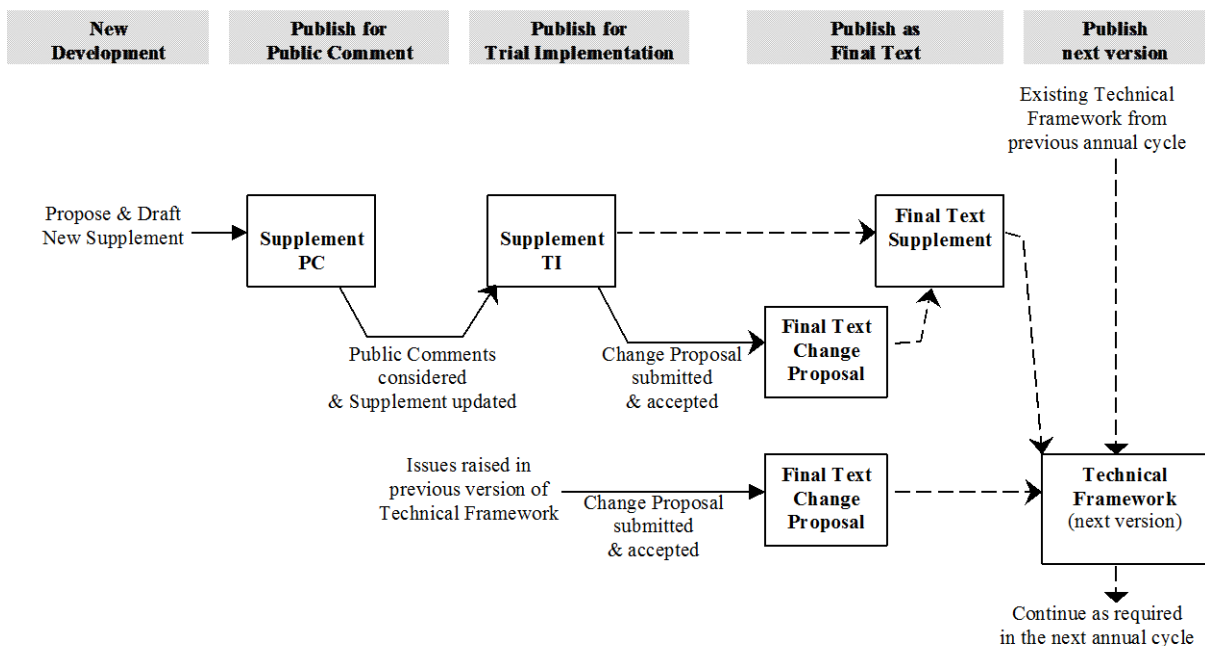 New
Development
Publish for
Public Comment
Publish for
Trial Implementation
Publish as
Final Text
Publish
next version
Existing Technical
Framework from
previous annual cycle
Propose & Draft
New Supplement
Supplement
PC
Supplement
TI
Final Text
Supplement
Public Comments
considered
& Supplement updated
Change Proposal
submitted
& accepted
Final Text
Change
Proposal
Issues raised in
previous version of
Technical Framework
Change Proposal
submitted
& accepted
Final Text
Change
Proposal
Technical
Framework
(next version)
Continue as required
in the next annual cycle